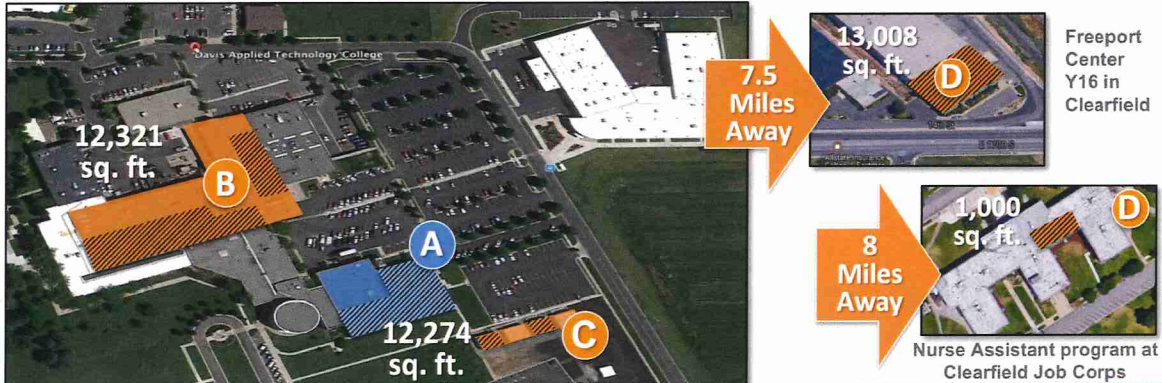 Davis Applied Technology College
12,321
sq. ft.
B
A
12,274
sq. ft.
C
7.5
Miles
Away
13,008
sq. ft.
D
Freeport
Center
Y16 in
Clearfield
8
Miles
Away
1,000
sq. ft.
D
Nurse Assistant program at
Clearfield Job Corps